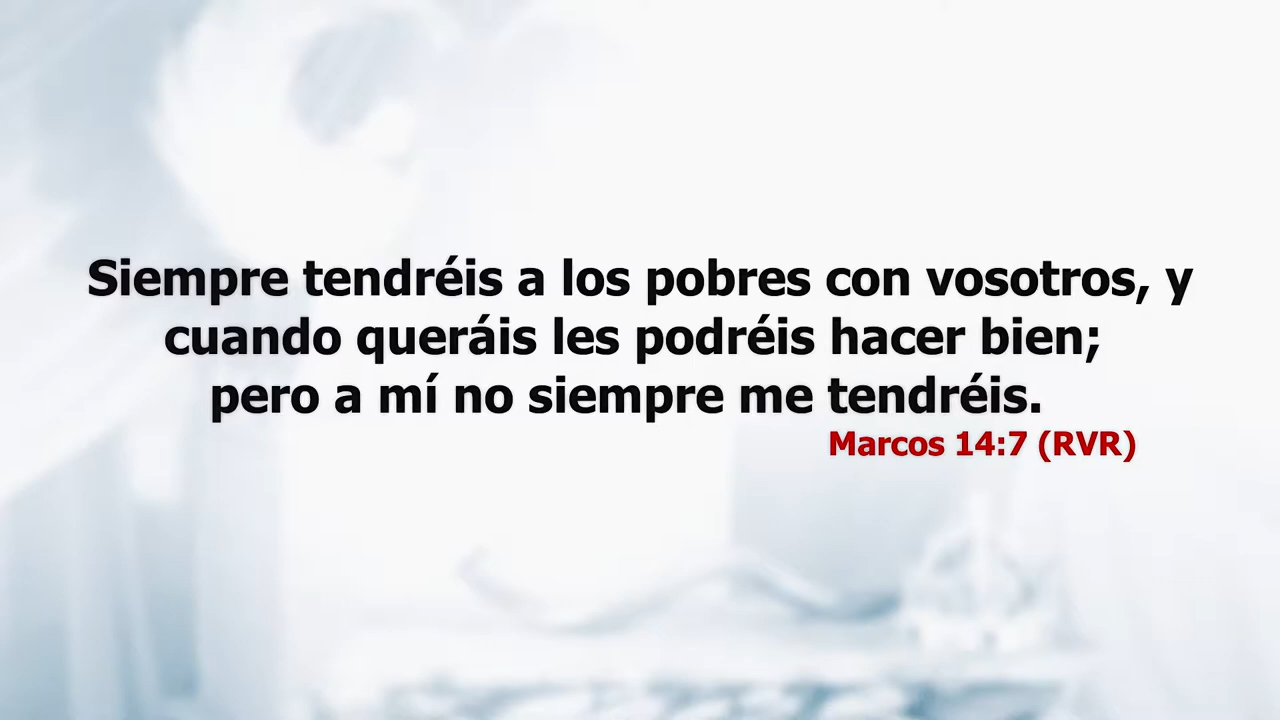 Siempre tendréis a los pobres con vosotros, y
cuando queráis les podréis hacer bien;
pero a mí no siempre me tendréis.
Marcos 14:7 (RVR)